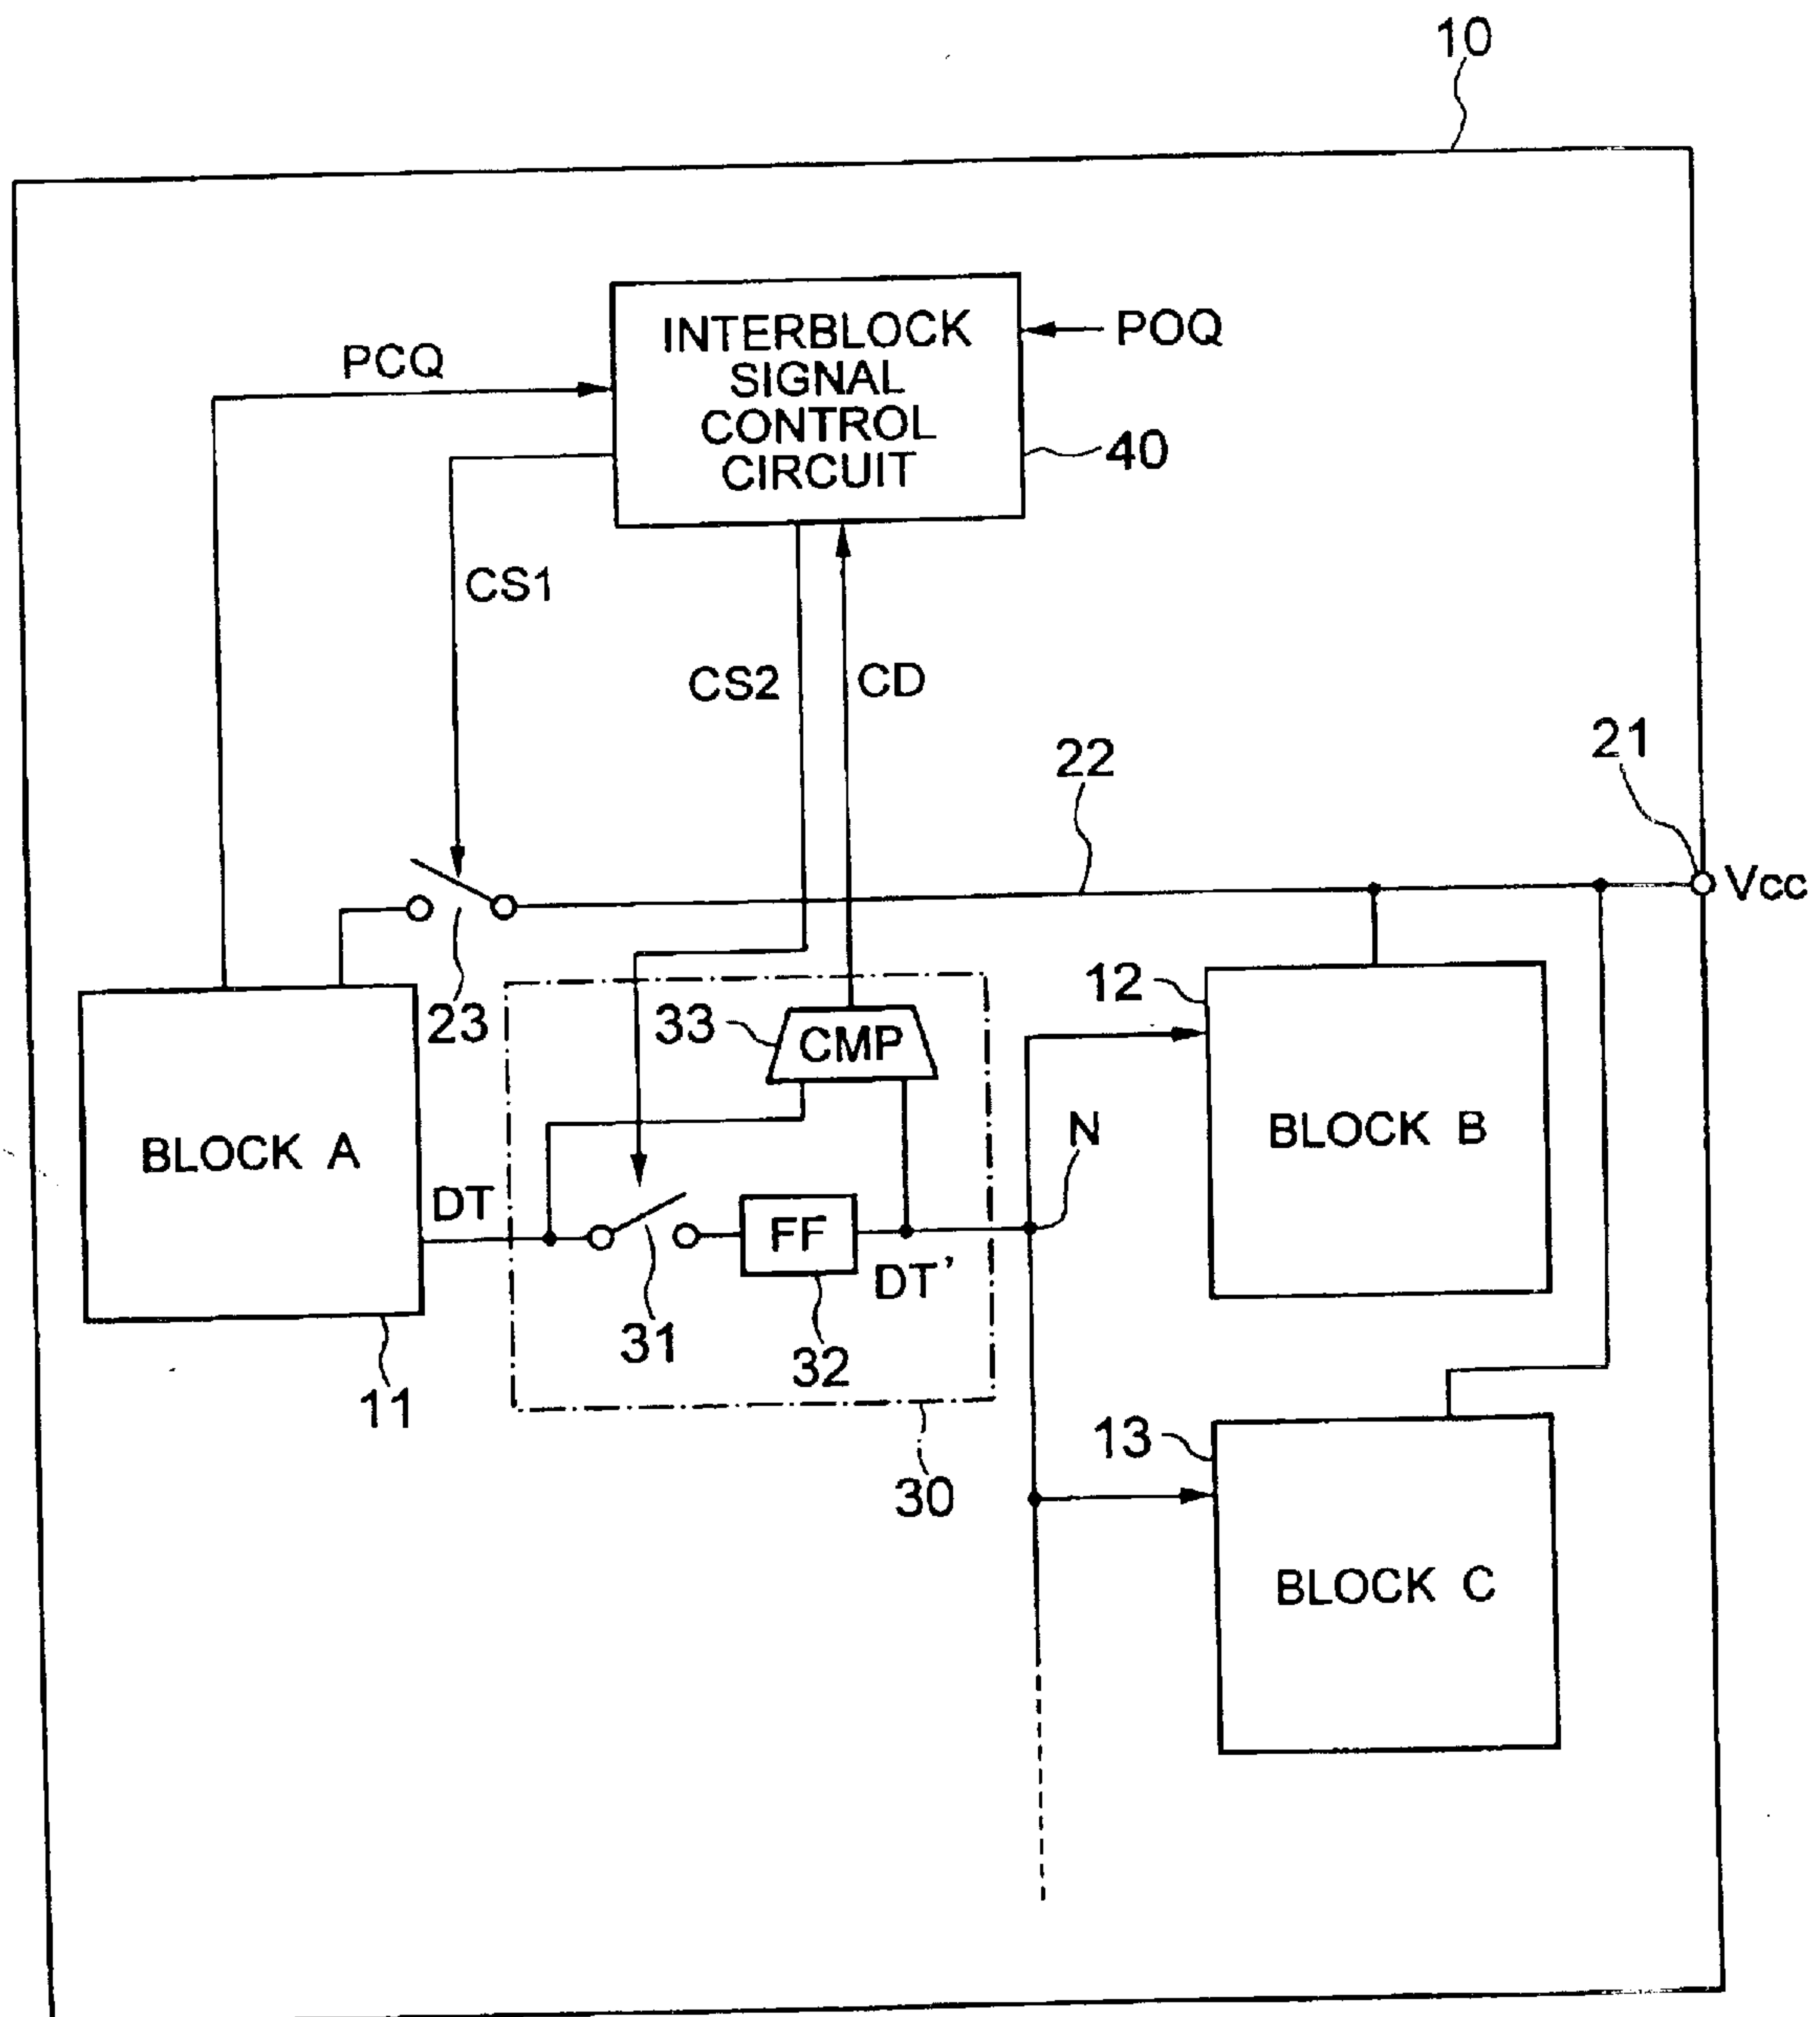 10
INTERBLOCK
SIGNAL
CONTROL
CIRCUIT
POQ
PCQ
40
CS1
CS2
CD
22
21
Vcc
23
33
CMP
12
BLOCK A
BLOCK B
N
DT
FF
DT'
31
32
11
30
13
BLOCK C